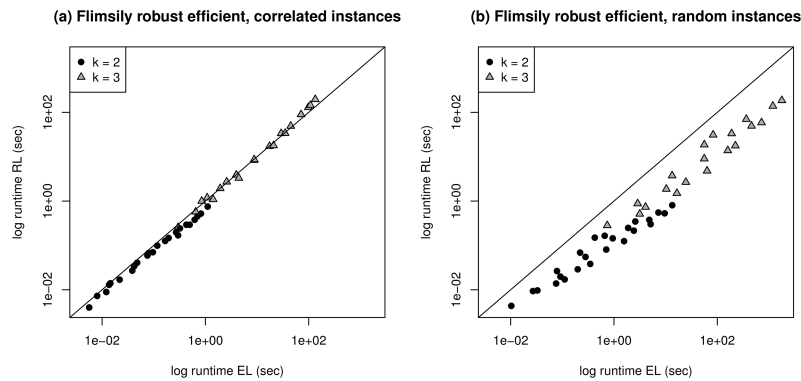 (a) Flimsily robust efficient, correlated instances
k = 2
k = 3
log runtime RL (sec)
1e+02
1e+00
1e-02
1e-02
1e+00
1e+02
log runtime EL (sec)
(b) Flimsily robust efficient, random instances
k = 2
k = 3
log runtime RL (sec)
1e+02
1e+00
1e-02
1e-02
1e+00
1e+02
log runtime EL (sec)